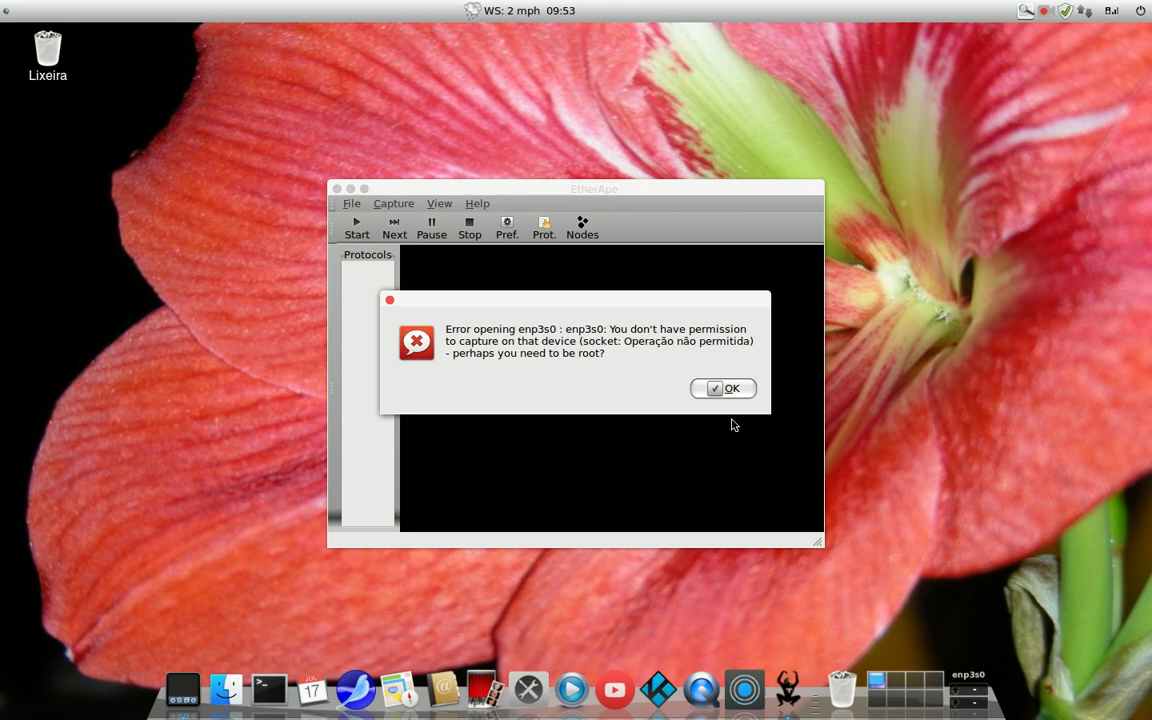 WS: 2 mph 09:53
Lixeira
EtherApe
File Capture View Help
Start Next Pause Stop Pref. Prot. Nodes
Protocols
Error opening enp3s0 : enp3s0: You don't have permission
to capture on that device (socket: Operação não permitida)
- perhaps you need to be root?
OK
JUL
17
enp3s0